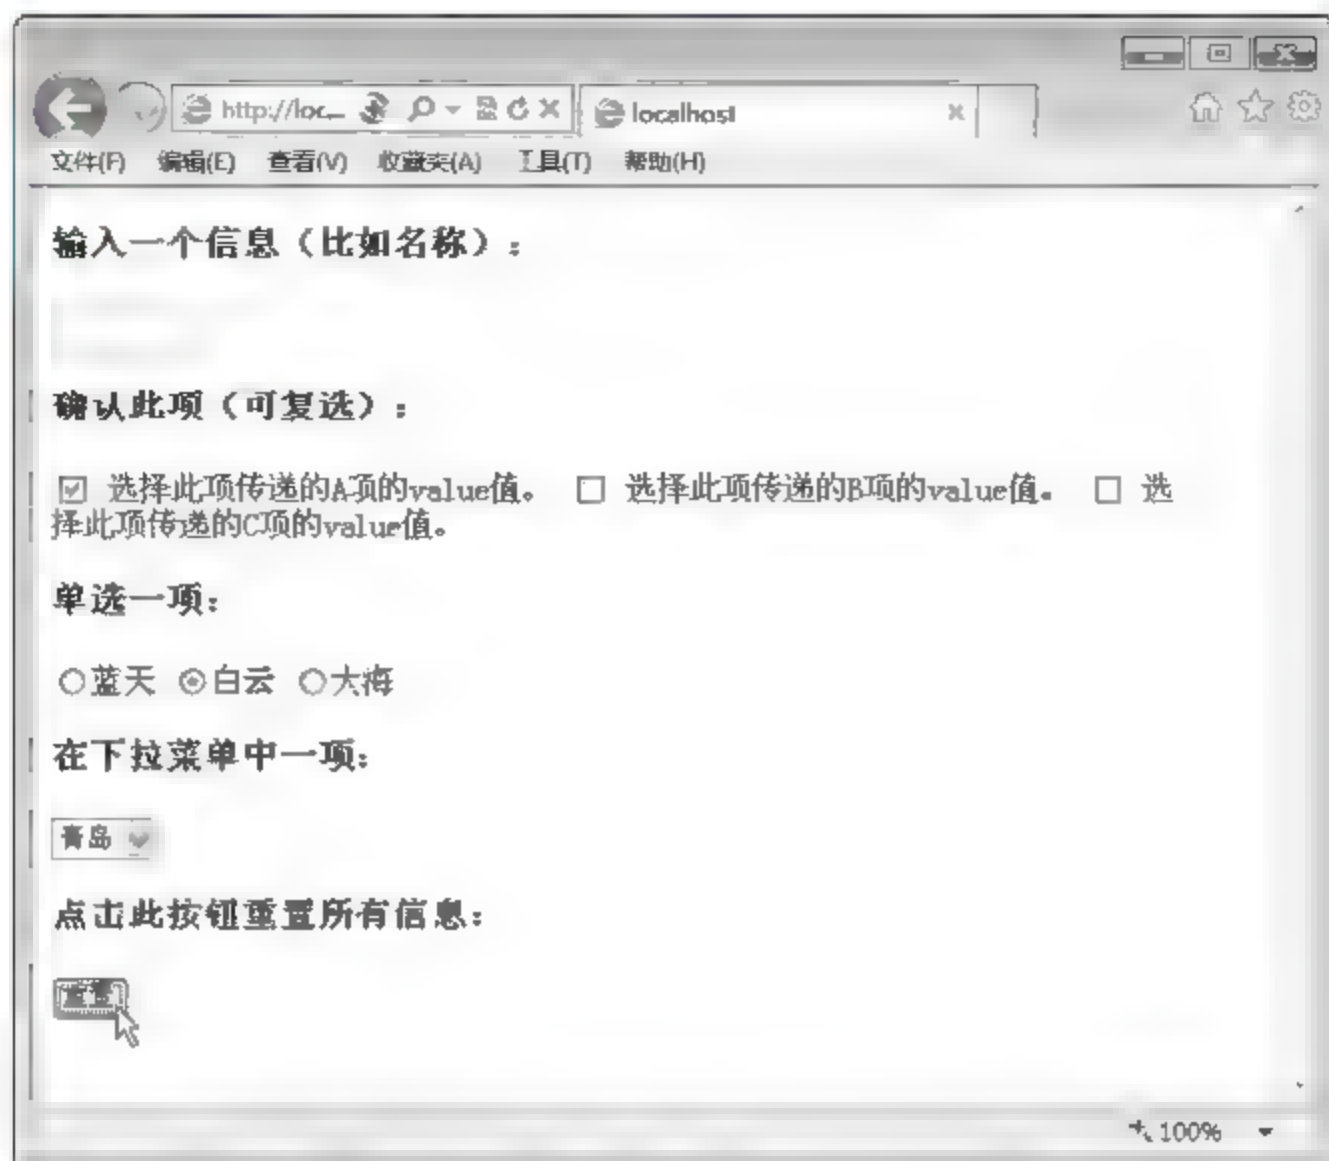 http://loc...
localhost
文件(F) 编辑(E) 查看(V) 收藏夹(A) 工具(T) 帮助(H)
输入一个信息（比如名称）：
确认此项（可复选）：
选择此项传递的A项的value值。 选择此项传递的B项的value值。 选
择此项传递的C项的value值。
单选一项：
蓝天 白云 大海
在下拉菜单中一项：
青岛
点击此按钮重置所有信息：
100%